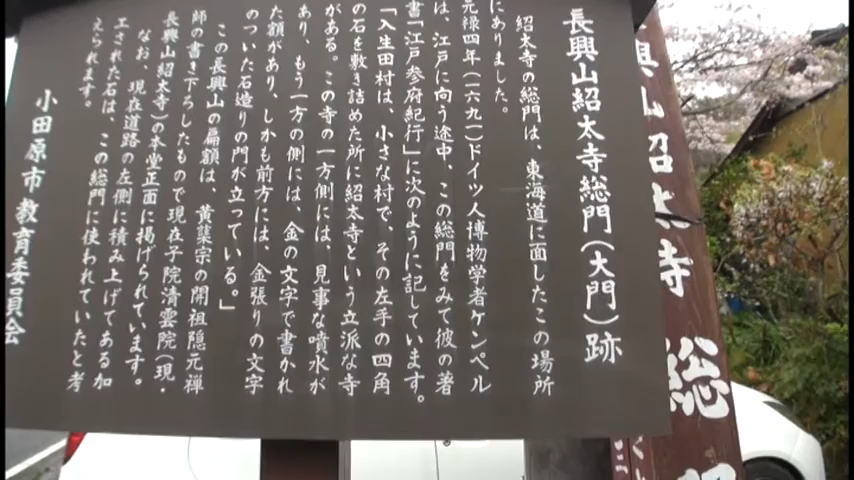 長興山紹太寺総門(大門)跡
紹太寺の総門は、東海道に面したこの場所
にありました。
元禄四年(一六九一)ドイツ人博物学者ケンペル
は、江戸に向う途中、この総門をみて彼の著
書「江戸参府紀行」に次のように記しています。
「入生田村は、小さな村で、その左手の四角
の石を敷き詰めた所に紹太寺という立派な寺
がある。この寺の一方側には、見事な噴水が
あり、もう一方の側には、金の文字で書かれ
た額があり、しかも前方には、金張りの文字
のついた石造りの門が立っている。」
この長興山の扁額は、黄檗宗の開祖隠元禅
師の書き下ろしたもので現在子院清雲院(現・
長興山紹太寺)の本堂正面に掲げられています。
なお、現在道路の左側に積み上げてある加
工された石は、この総門に使われていたと考
えられます。
小田原市教育委員会
興山紹太寺 総